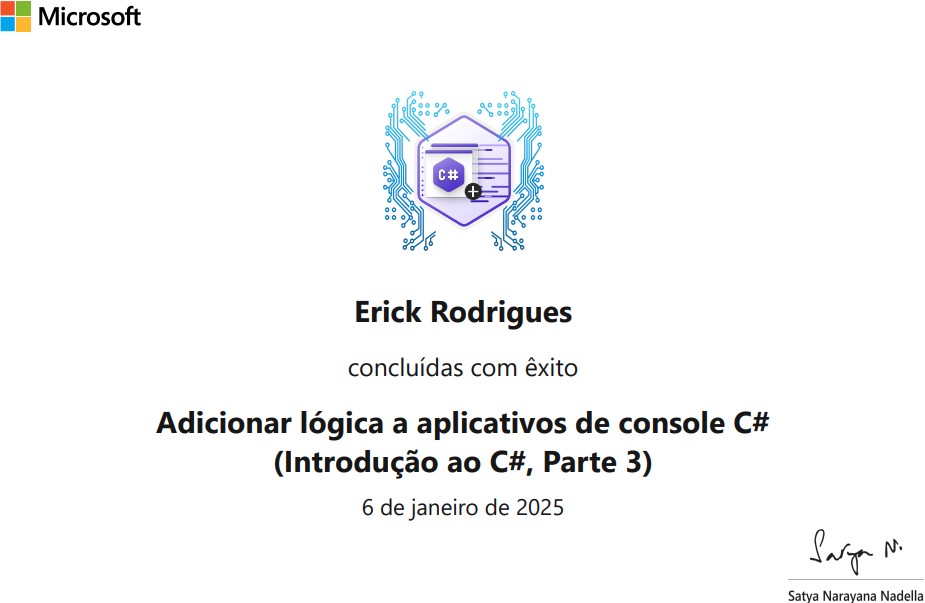 Microsoft
C#
Erick Rodrigues
concluídas com êxito
Adicionar lógica a aplicativos de console C#
(Introdução ao C#, Parte 3)
6 de janeiro de 2025
Satya N.
Satya Narayana Nadella